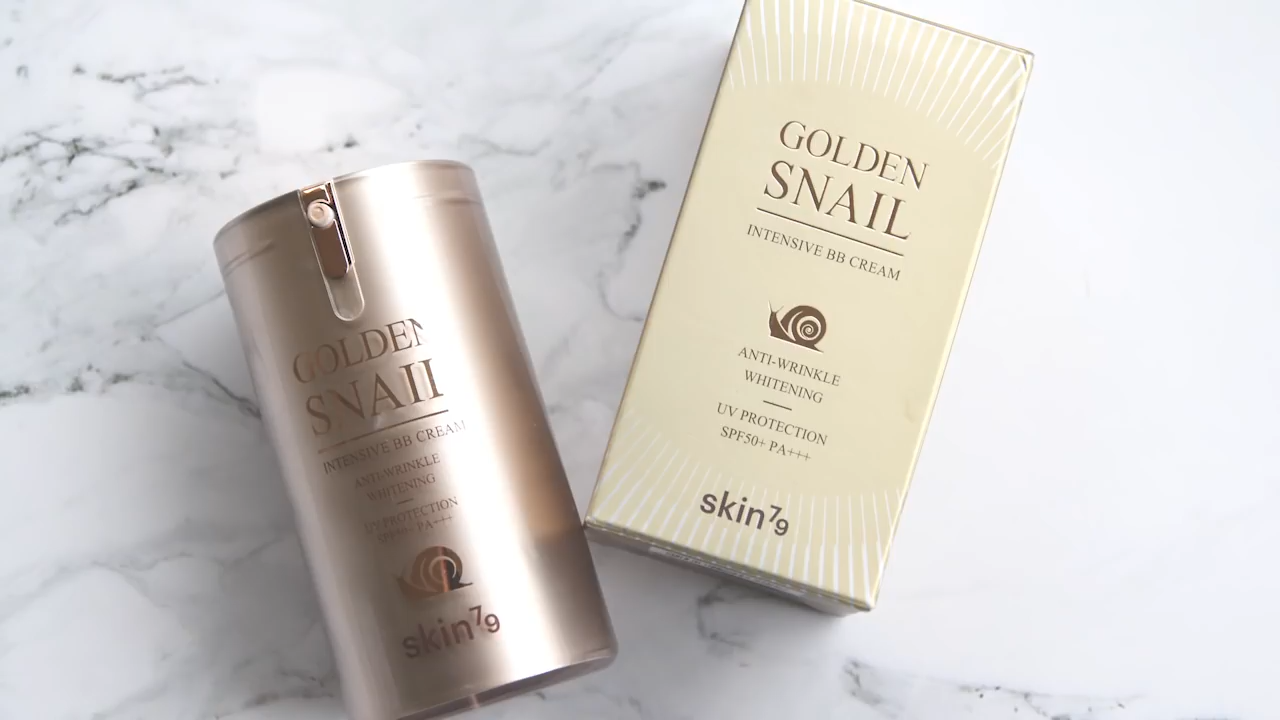 GOLDEN
SNAIL
INTENSIVE BB CREAM
ANTI-WRINKLE
WHITENING
UV PROTECTION
SPF50+ PA+++
skin79
GOLDEN
SNAIL
INTENSIVE BB CREAM
ANTI-WRINKLE
WHITENING
UV PROTECTION
SPF50+ PA+++
skin79